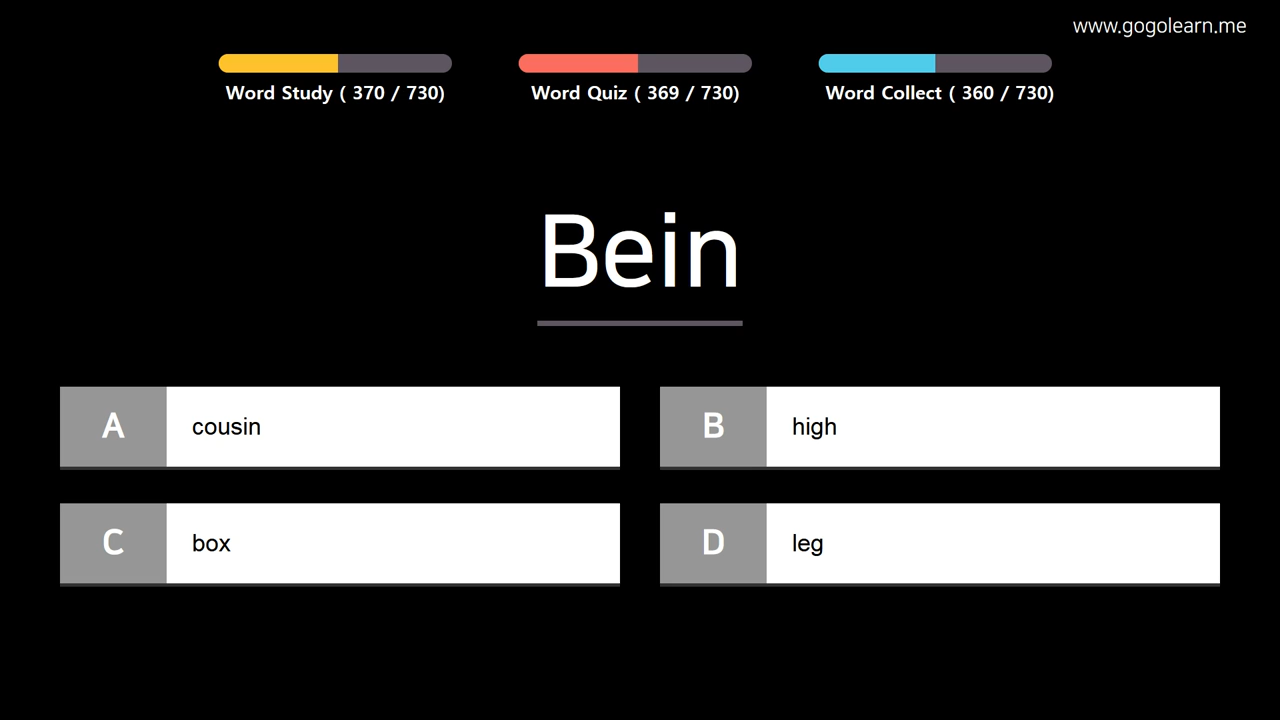 www.gogolearn.me
Word Study ( 370 / 730)
Word Quiz ( 369 / 730)
Word Collect ( 360 / 730)
Bein
A cousin
B high
C box
D leg